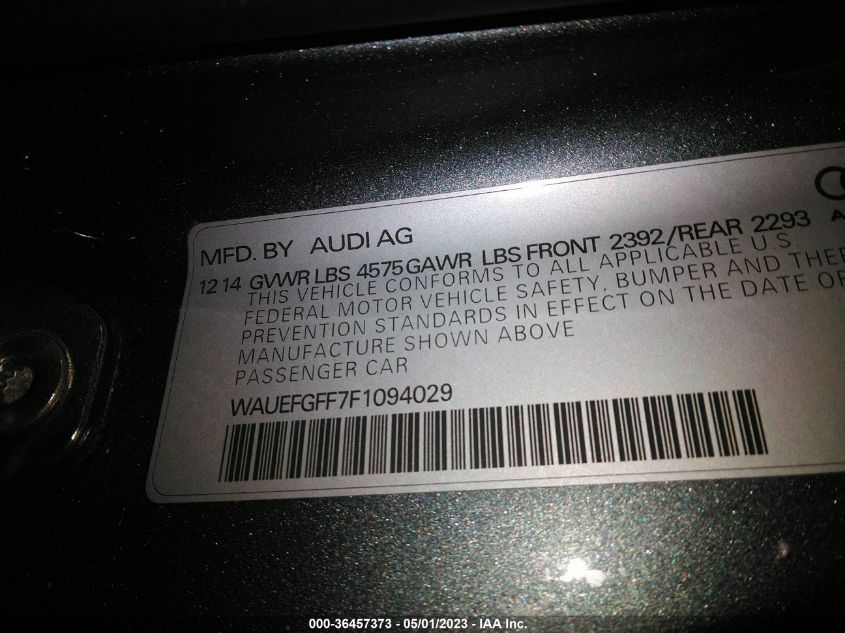 MFD. BY AUDI AG
12 14 GVWR LBS 4575 GAWR LBS FRONT 2392 / REAR 2293
THIS VEHICLE CONFORMS TO ALL APPLICABLE U.S.
FEDERAL MOTOR VEHICLE SAFETY, BUMPER AND THE
PREVENTION STANDARDS IN EFFECT ON THE DATE OF
MANUFACTURE SHOWN ABOVE
PASSENGER CAR
WAUEFGFF7F1094029
000-36457373 - 05/01/2023 - IAA Inc.